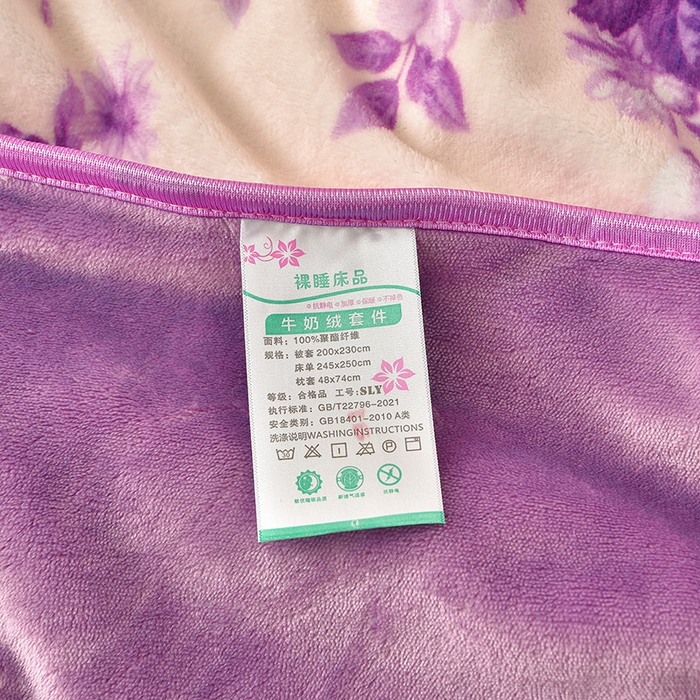 裸睡床品
抗静电 加厚 保暖 不掉色
牛奶绒套件
面料：100%聚酯纤维
规格：被套 200x230cm
床单 245x250cm
枕套 48x74cm
等级：合格品 工号：SLY
执行标准：GB/T22796-2021
安全类别：GB18401-2010 A类
洗涤说明WASHINGINSTRUCTIONS
抗静电